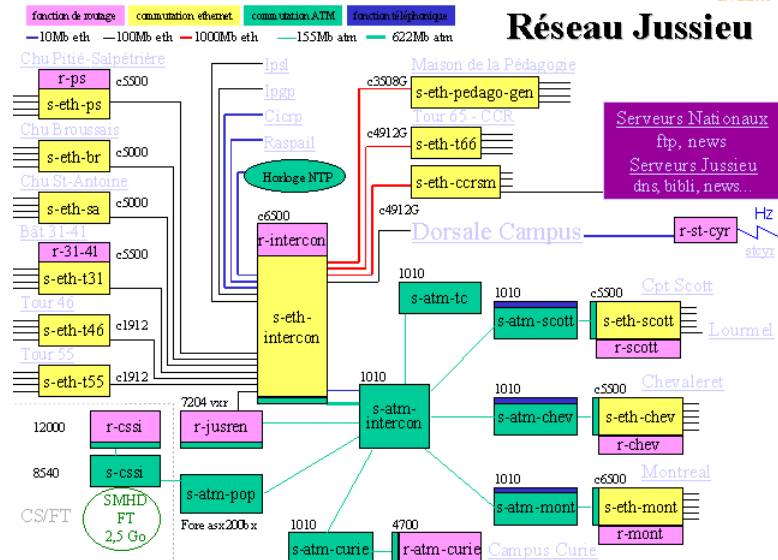 fonction de routage
commutation ethernet
commutation ATM
fonction téléphonique
10Mb eth
100Mb eth
1000Mb eth
155Mb atm
622Mb atm
Réseau Jussieu
Chu Pitié-Salpétrière
r-ps
c5500
s-eth-ps
Chu Broussais
s-eth-br
c5000
Chu St-Antoine
s-eth-sa
c5000
Bât 31-41
r-31-41
c5500
s-eth-t31
Tour 46
s-eth-t46
c1912
Tour 55
s-eth-t55
c1912
Ipsl
Ipgp
Cicrp
Raspail
Horloge NTP
c6500
r-intercon
s-eth-
intercon
Maison de la Pédagogie
c3508G
s-eth-pedago-gen
Tour 65 - CCR
c4912G
s-eth-t66
s-eth-ccrsm
c4912G
Serveurs Nationaux
ftp, news
Serveurs Jussieu
dns, bibli, news...
Dorsale Campus
r-st-cyr
Hz
stcyr
1010
s-atm-tc
1010
s-atm-scott
Cpt Scott
c5500
s-eth-scott
r-scott
Lourmel
1010
s-atm-
intercon
1010
s-atm-chev
Chevaleret
c5500
s-eth-chev
r-chev
1010
s-atm-mont
Montreal
c6500
s-eth-mont
r-mont
7204 vxr
r-jusren
12000
r-cssi
8540
s-cssi
CS/FT
SMHD
FT
2,5 Go
s-atm-pop
Fore asx200bx
1010
s-atm-curie
4700
r-atm-curie
Campus Curie